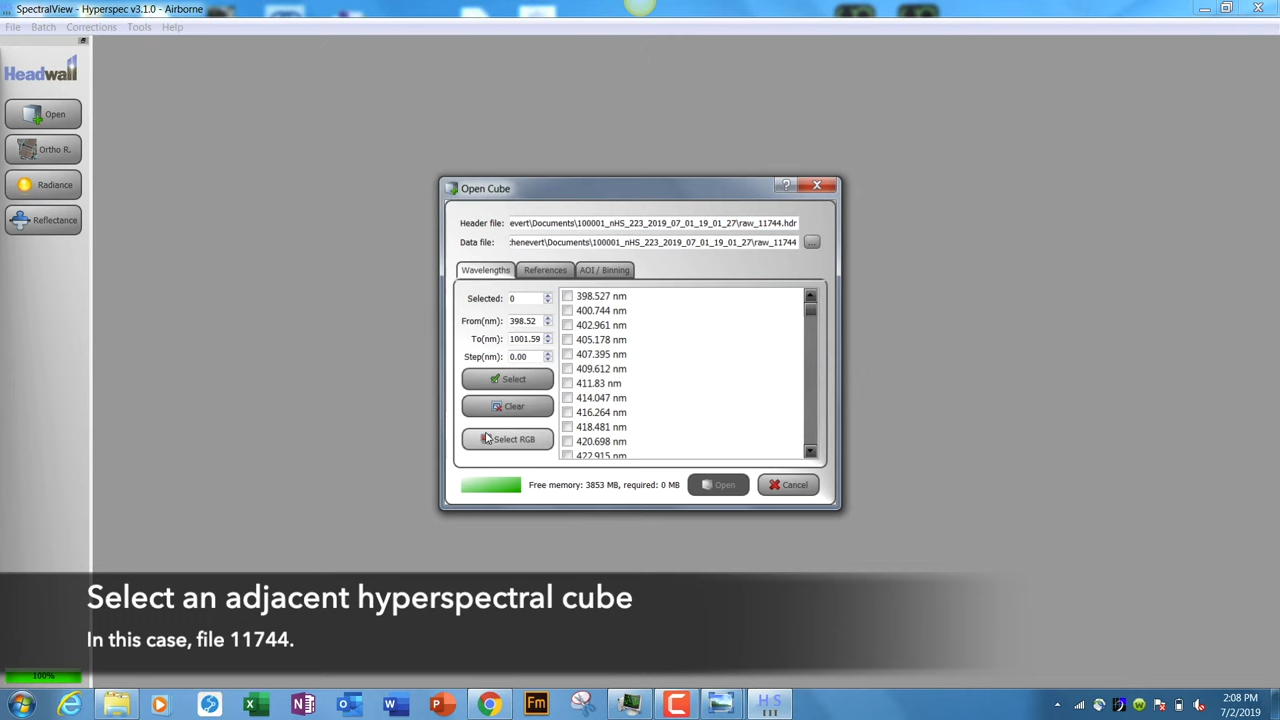 SpectralView - Hyperspec v3.1.0 - Airborne
File Batch Corrections Tools Help
Headwall
Open
Ortho R.
Radiance
Reflectance
Open Cube
Header file: evert\Documents\100001_nHS_223_2019_07_01_19_01_27\raw_11744.hdr
Data file: :henevert\Documents\100001_nHS_223_2019_07_01_19_01_27\raw_11744 ...
Wavelengths References AOI / Binning
Selected: 0
From(nm): 398.52
To(nm): 1001.59
Step(nm): 0.00
Select
Clear
Select RGB
398.527 nm
400.744 nm
402.961 nm
405.178 nm
407.395 nm
409.612 nm
411.83 nm
414.047 nm
416.264 nm
418.481 nm
420.698 nm
422.915 nm
Free memory: 3853 MB, required: 0 MB Open Cancel
Select an adjacent hyperspectral cube
In this case, file 11744.
100%
Fm
HS
2:08 PM
7/2/2019